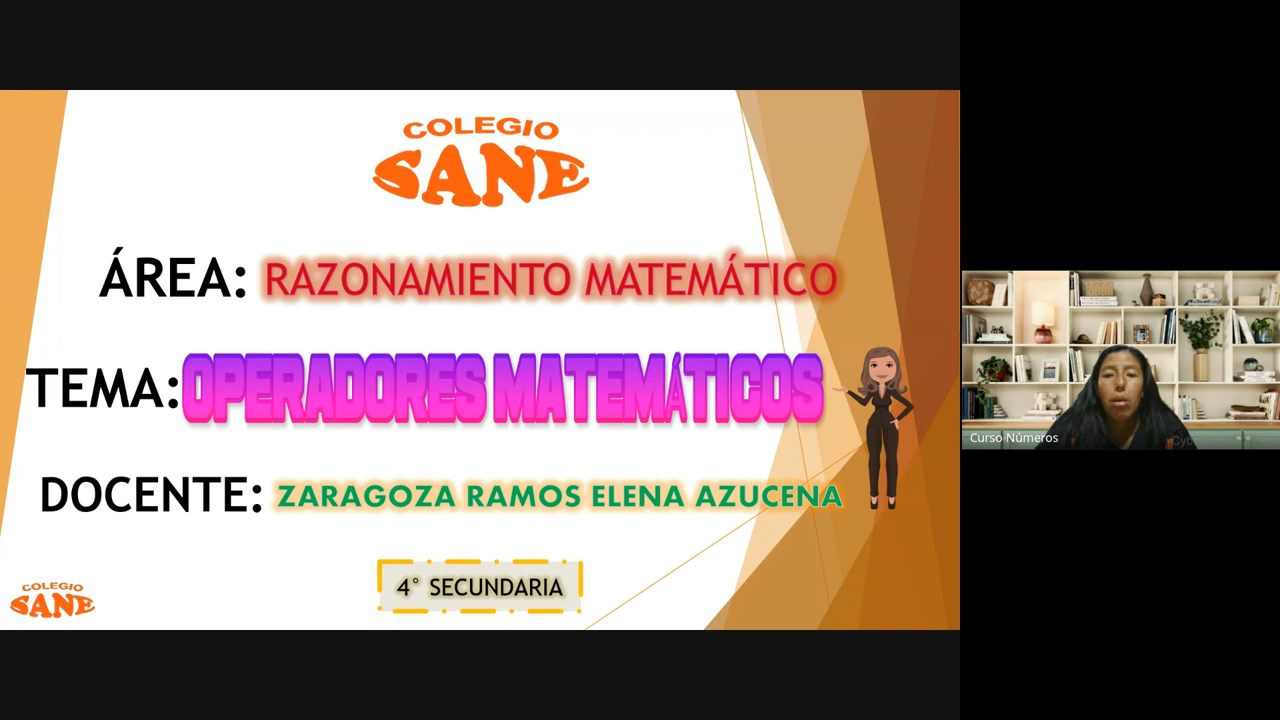 COLEGIO
SANE
ÁREA: RAZONAMIENTO MATEMÁTICO
TEMA: OPERADORES MATEMÁTICOS
DOCENTE: ZARAGOZA RAMOS ELENA AZUCENA
4° SECUNDARIA
COLEGIO
SANE
Curso Números